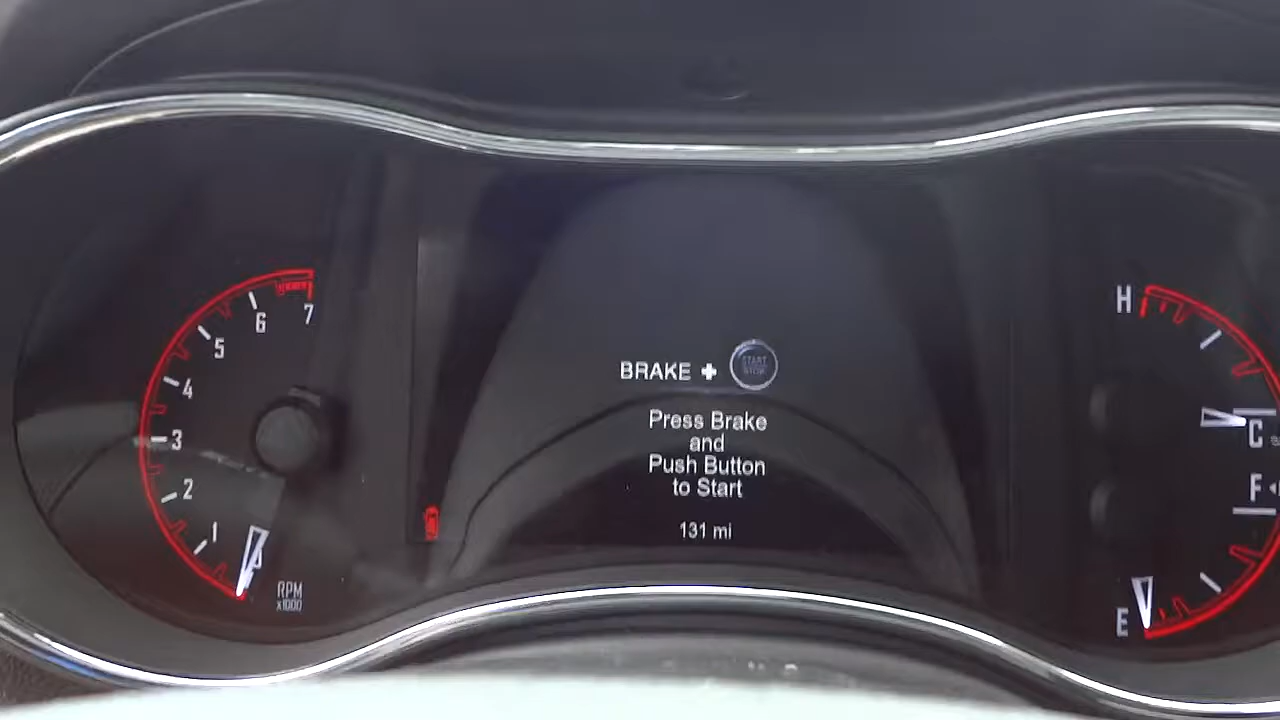 7
6
5
4
3
2
1
RPM
x1000
BRAKE + START
STOP
Press Brake
and
Push Button
to Start
131 mi
H
C
F
E